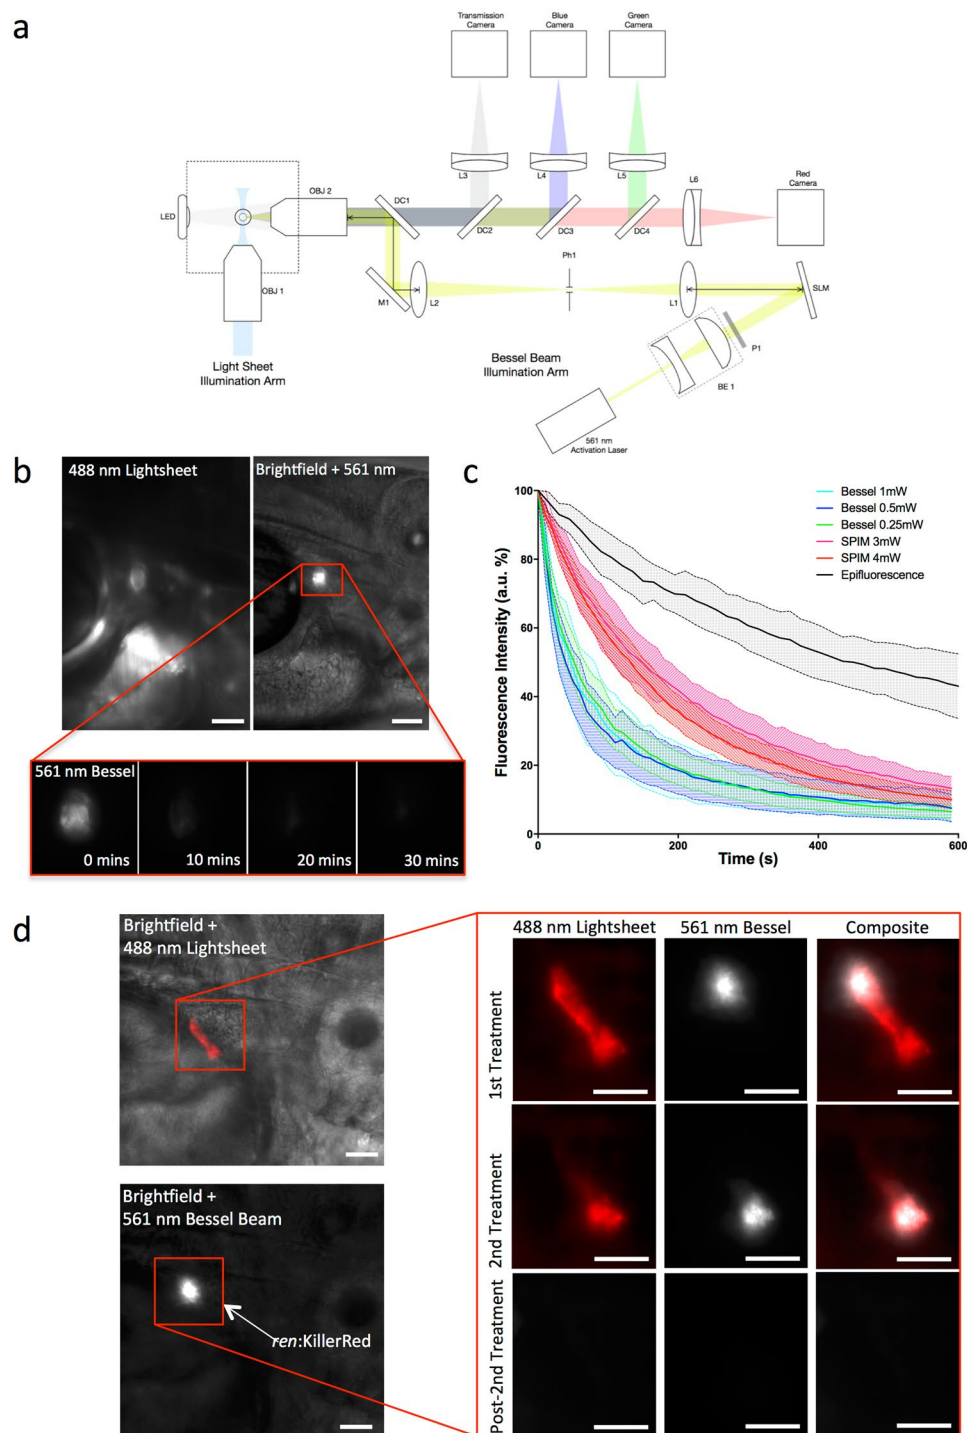 a
Transmission
Camera
Blue
Camera
Green
Camera
L3
L4
L5
L6
Red
Camera
LED
OBJ 2
DC1
DC2
DC3
DC4
OBJ 1
M1
L2
Ph1
L1
SLM
P1
BE 1
Light Sheet
Illumination Arm
Bessel Beam
Illumination Arm
561 nm
Activation Laser
b
488 nm Lightsheet
Brightfield + 561 nm
561 nm Bessel
0 mins
10 mins
20 mins
30 mins
c
Fluorescence Intensity (a.u. %)
100
80
60
40
20
0
0
200
400
600
Time (s)
Bessel 1mW
Bessel 0.5mW
Bessel 0.25mW
SPIM 3mW
SPIM 4mW
Epifluorescence
d
Brightfield +
488 nm Lightsheet
Brightfield +
561 nm Bessel Beam
ren:KillerRed
488 nm Lightsheet
561 nm Bessel
Composite
1st Treatment
2nd Treatment
Post-2nd Treatment